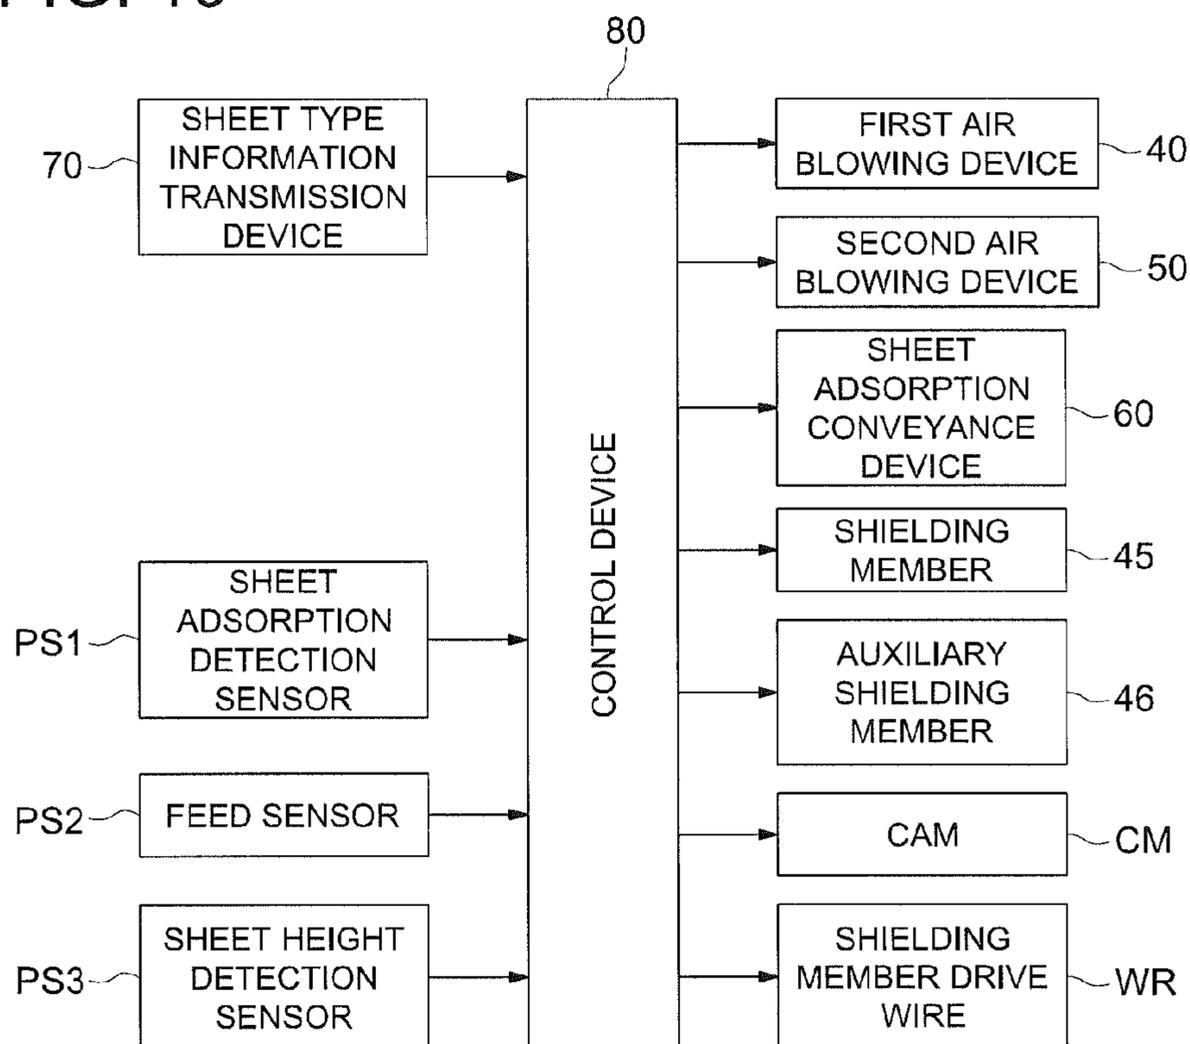 80
SHEET TYPE
INFORMATION
TRANSMISSION
DEVICE
70
SHEET
ADSORPTION
DETECTION
SENSOR
PS1
FEED SENSOR
PS2
SHEET HEIGHT
DETECTION
SENSOR
PS3
CONTROL DEVICE
FIRST AIR
BLOWING DEVICE
40
SECOND AIR
BLOWING DEVICE
50
SHEET
ADSORPTION
CONVEYANCE
DEVICE
60
SHIELDING
MEMBER
45
AUXILIARY
SHIELDING
MEMBER
46
CAM
CM
SHIELDING
MEMBER DRIVE
WIRE
WR